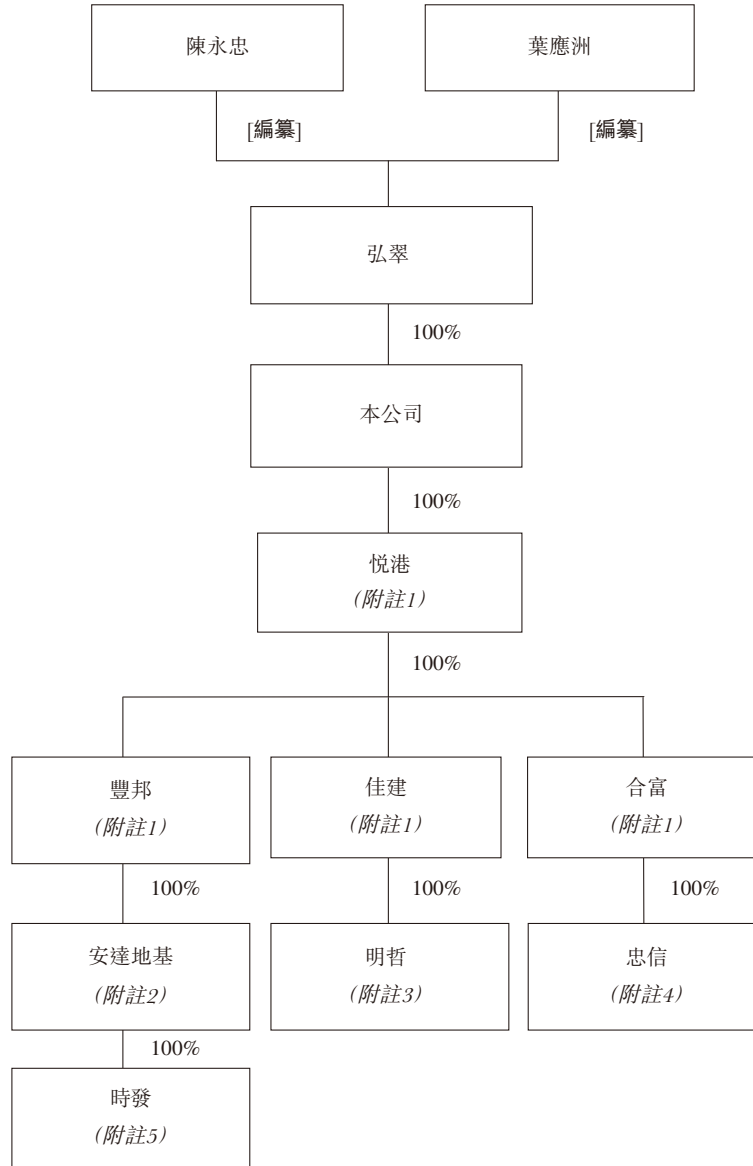 陳永忠
葉應洲
[編纂]
[編纂]
弘翠
100%
本公司
100%
悦港
(附註1)
100%
豐邦
(附註1)
佳建
(附註1)
合富
(附註1)
100%
100%
100%
安達地基
(附註2)
明哲
(附註3)
忠信
(附註4)
100%
時發
(附註5)